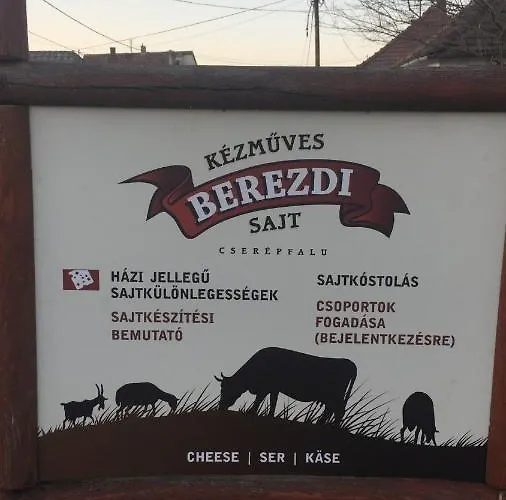 KÉZMŰVES
BEREZDI
SAJT
CSERÉPFALU
HÁZI JELLEGŰ
SAJTKÜLÖNLEGESSÉGEK
SAJTKÉSZÍTÉSI
BEMUTATÓ
SAJTKÓSTOLÁS
CSOPORTOK
FOGADÁSA
(BEJELENTKEZÉSRE)
CHEESE | SER | KÄSE